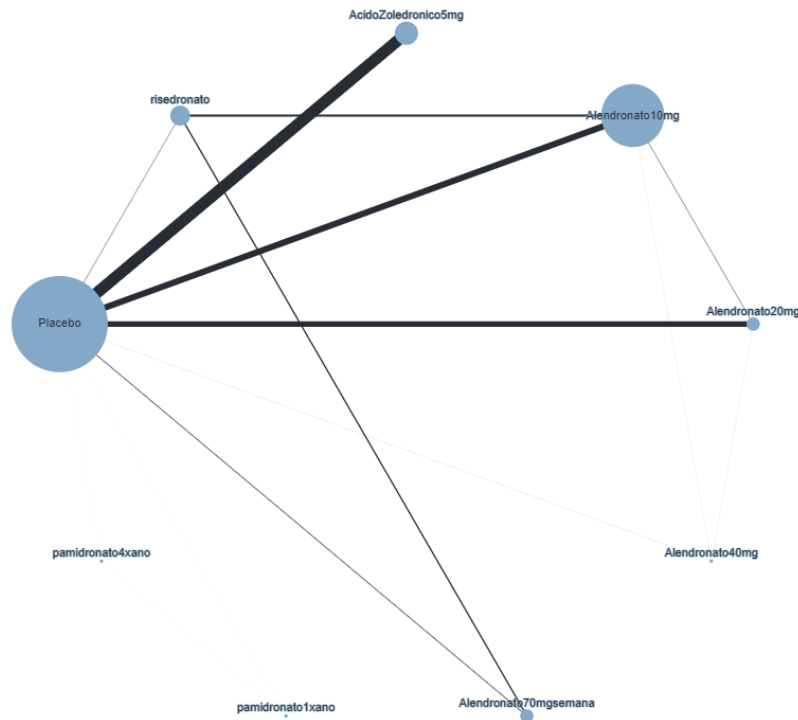 AcidoZoledronico5mg
risedronato
Alendronato10mg
Alendronato20mg
Placebo
pamidronato4xano
Alendronato40mg
Alendronato70mgsemana
pamidronato1xano